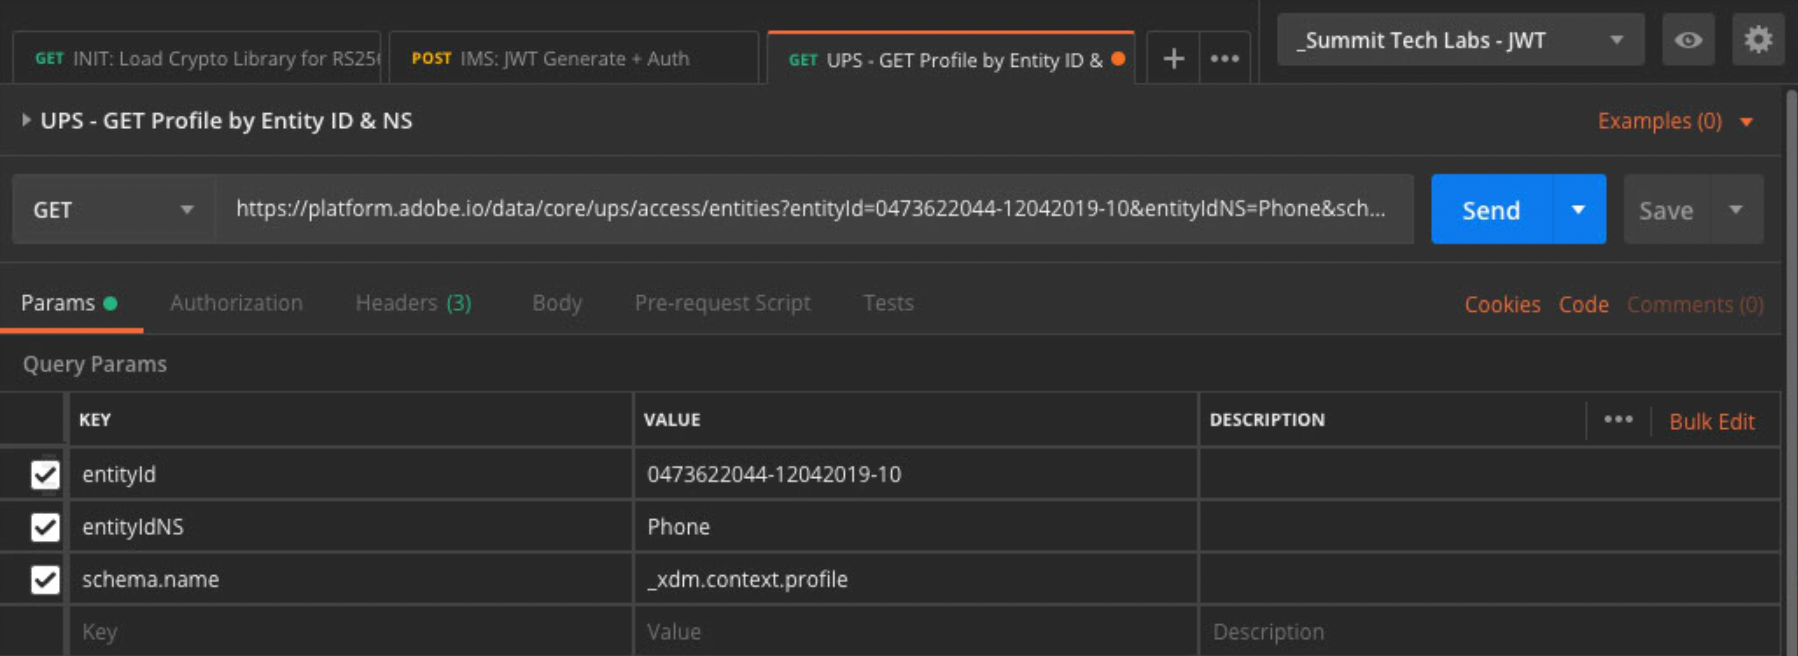 GET INIT: Load Crypto Library for RS25
POST IMS: JWT Generate + Auth
GET UPS - GET Profile by Entity ID &
_Summit Tech Labs - JWT
UPS - GET Profile by Entity ID & NS
Examples (0)
GET
https://platform.adobe.io/data/core/ups/access/entities?entityId=0473622044-12042019-10&entityIdNS=Phone&sch...
Send
Save
Params
Authorization
Headers (3)
Body
Pre-request Script
Tests
Cookies
Code
Comments (0)
Query Params
KEY
VALUE
DESCRIPTION
Bulk Edit
entityId
0473622044-12042019-10
entityIdNS
Phone
schema.name
_xdm.context.profile
Key
Value
Description